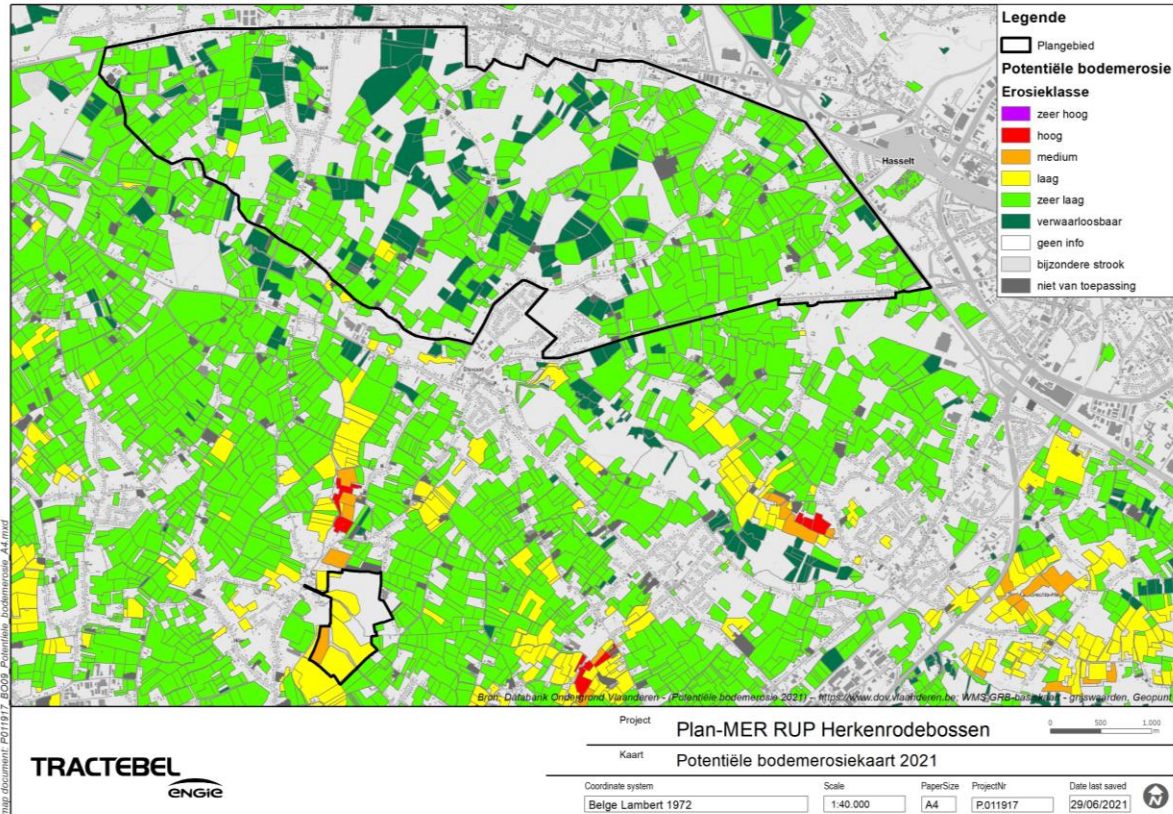 Legende
Plangebied
Potentiële bodemerosie
Erosieklasse
zeer hoog
hoog
medium
laag
zeer laag
verwaarloosbaar
geen info
bijzondere strook
niet van toepassing
Hasselt
Bron: Databank Ondergrond Vlaanderen - (Potentiële bodemerosie 2021) – https://www.dov.vlaanderen.be; WMS GRB-basiskaart - grijswaarden, Geopunt
map document: P011917_BO09_Potentiele_bodemerosie_A4.mxd
TRACTEBEL
ENGIE
Project
Plan-MER RUP Herkenrodebossen
0 500 1.000
m
Kaart
Potentiële bodemerosiekaart 2021
Coordinate system
Belge Lambert 1972
Scale
1:40.000
PaperSize
A4
ProjectNr
P.011917
Date last saved
29/06/2021
N